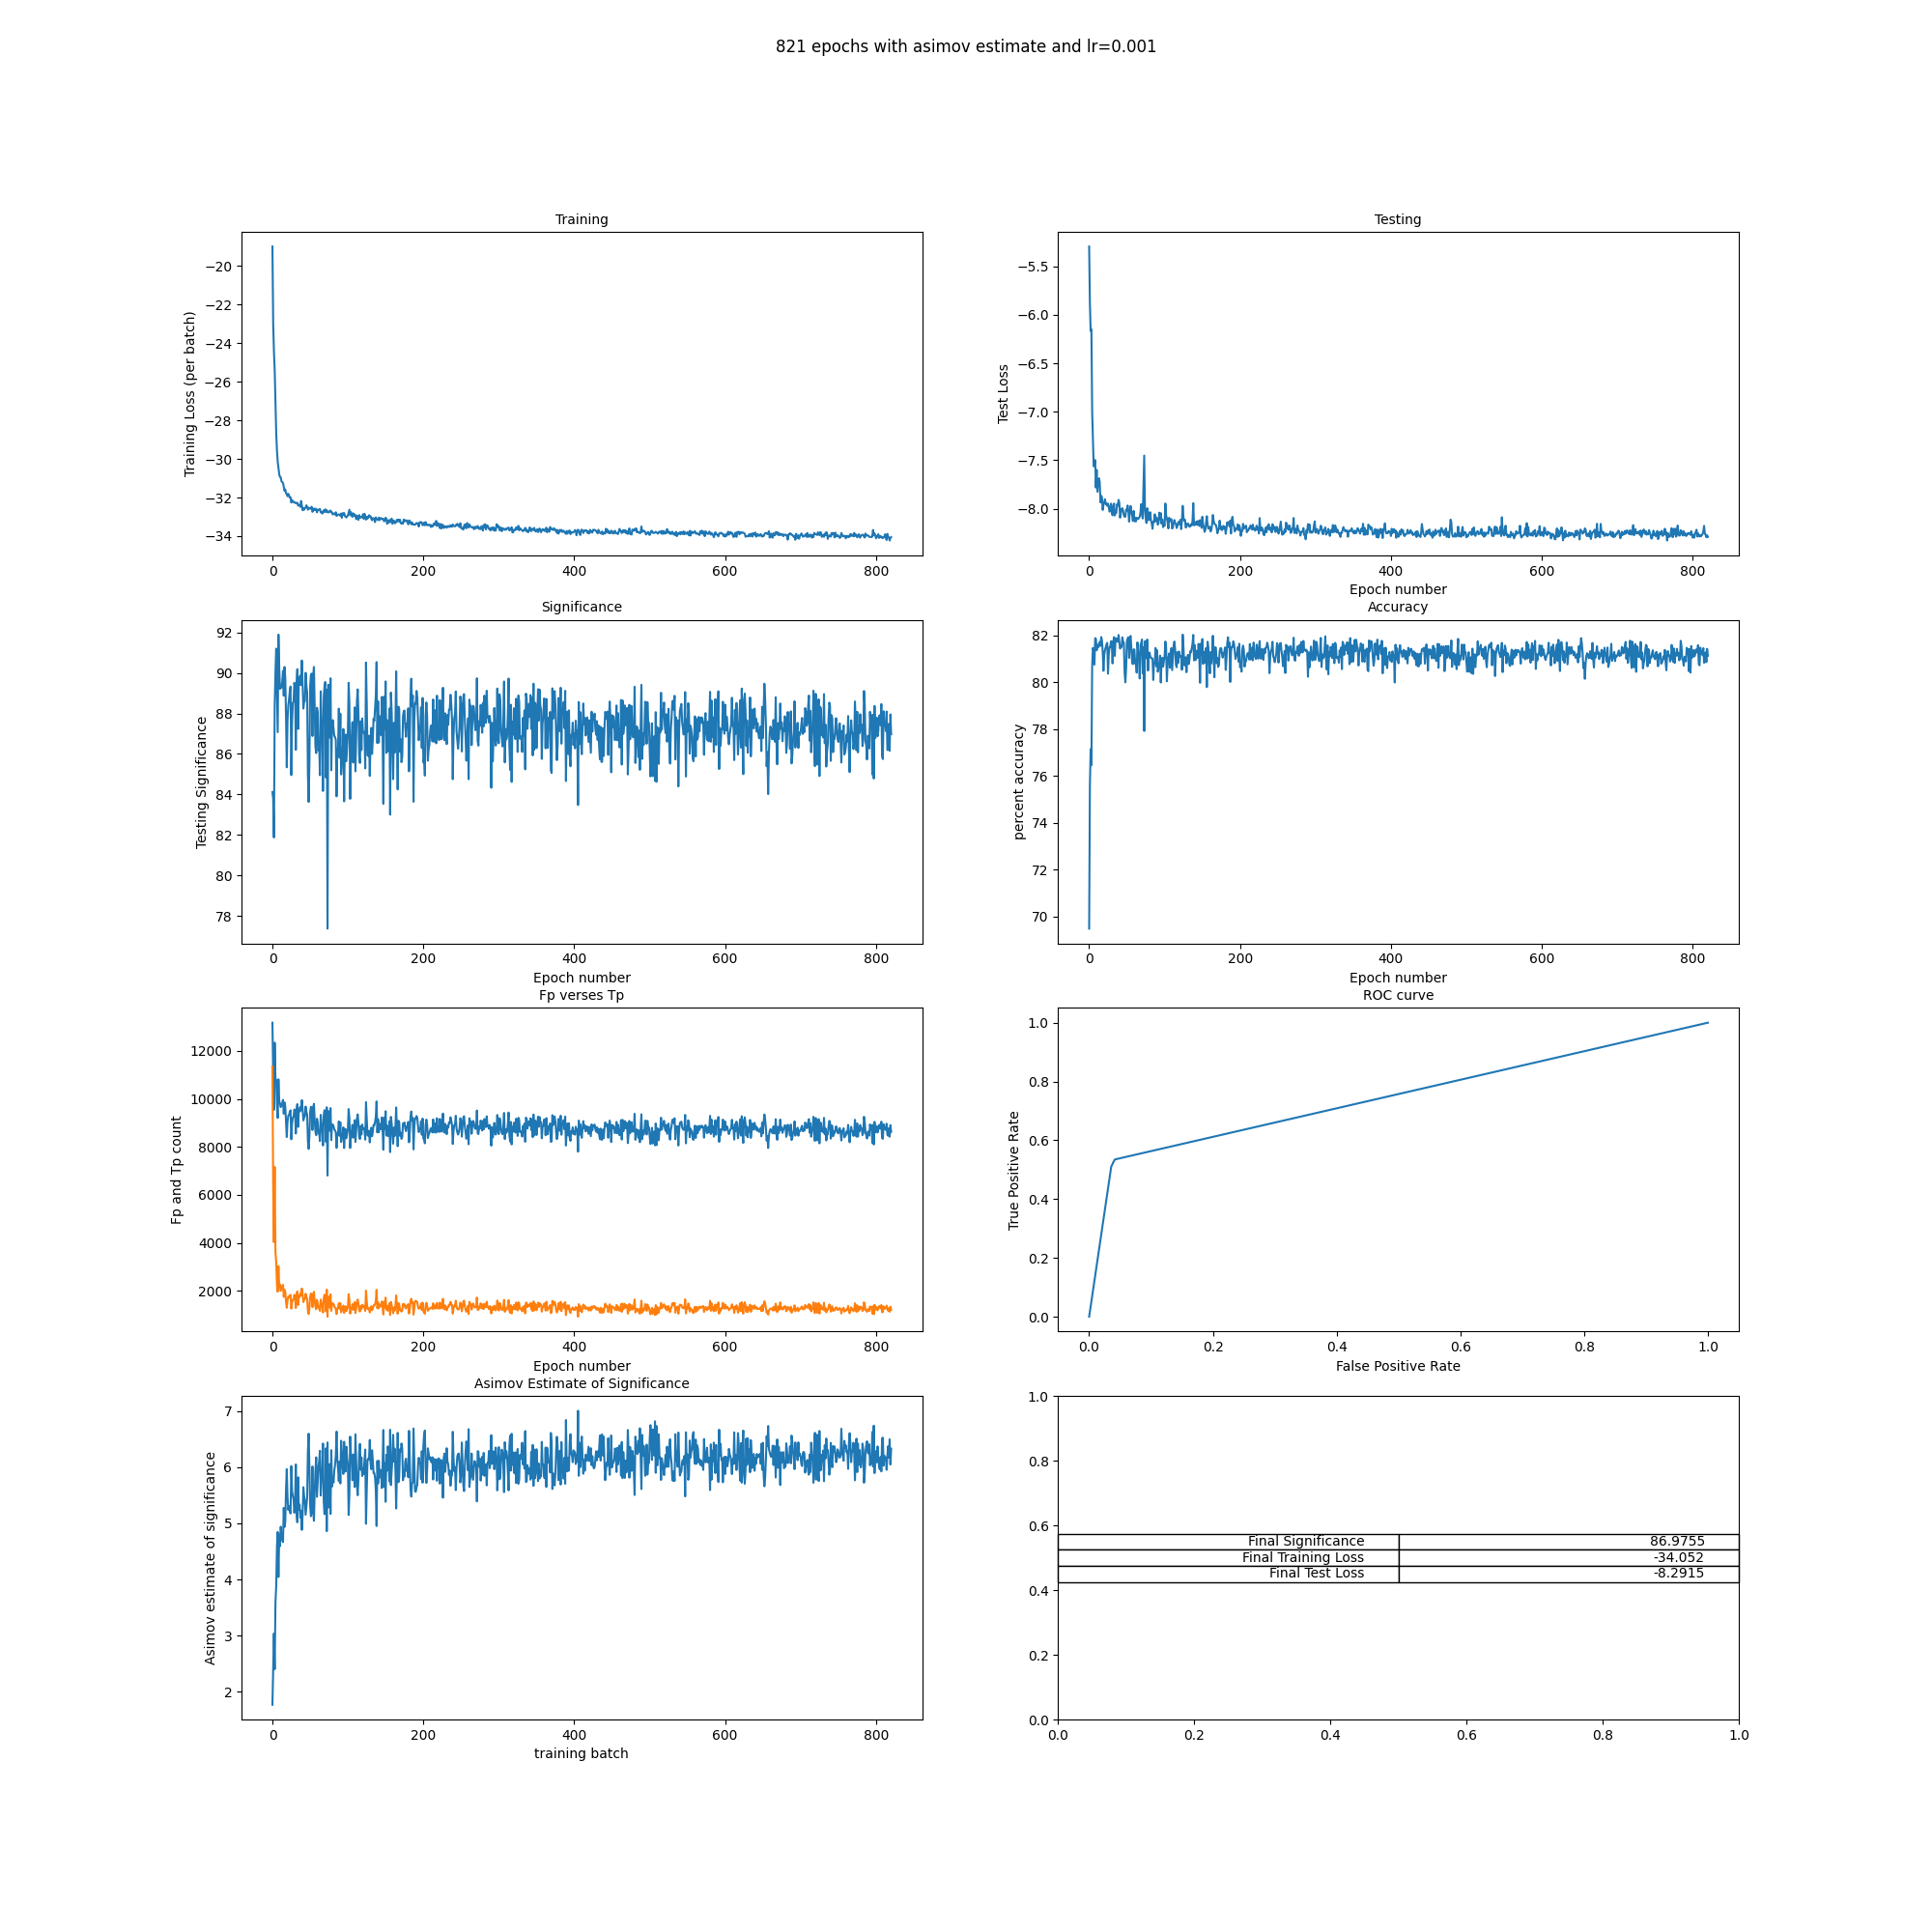 821 epochs with asimov estimate and lr=0.001
Training
Training Loss (per batch)
−20
−22
−24
−26
−28
−30
−32
−34
0 200 400 600 800
Testing
Test Loss
−5.5
−6.0
−6.5
−7.0
−7.5
−8.0
0 200 400 600 800
Epoch number
Significance
Testing Significance
92
90
88
86
84
82
80
78
0 200 400 600 800
Epoch number
Accuracy
percent accuracy
82
80
78
76
74
72
70
0 200 400 600 800
Epoch number
Fp verses Tp
Fp and Tp count
12000
10000
8000
6000
4000
2000
0 200 400 600 800
Epoch number
ROC curve
True Positive Rate
1.0
0.8
0.6
0.4
0.2
0.0
0.0 0.2 0.4 0.6 0.8 1.0
False Positive Rate
Asimov Estimate of Significance
Asimov estimate of significance
7
6
5
4
3
2
0 200 400 600 800
training batch
1.0
0.8
0.6
0.4
0.2
0.0
0.0 0.2 0.4 0.6 0.8 1.0
Final Significance 86.9755
Final Training Loss -34.052
Final Test Loss -8.2915